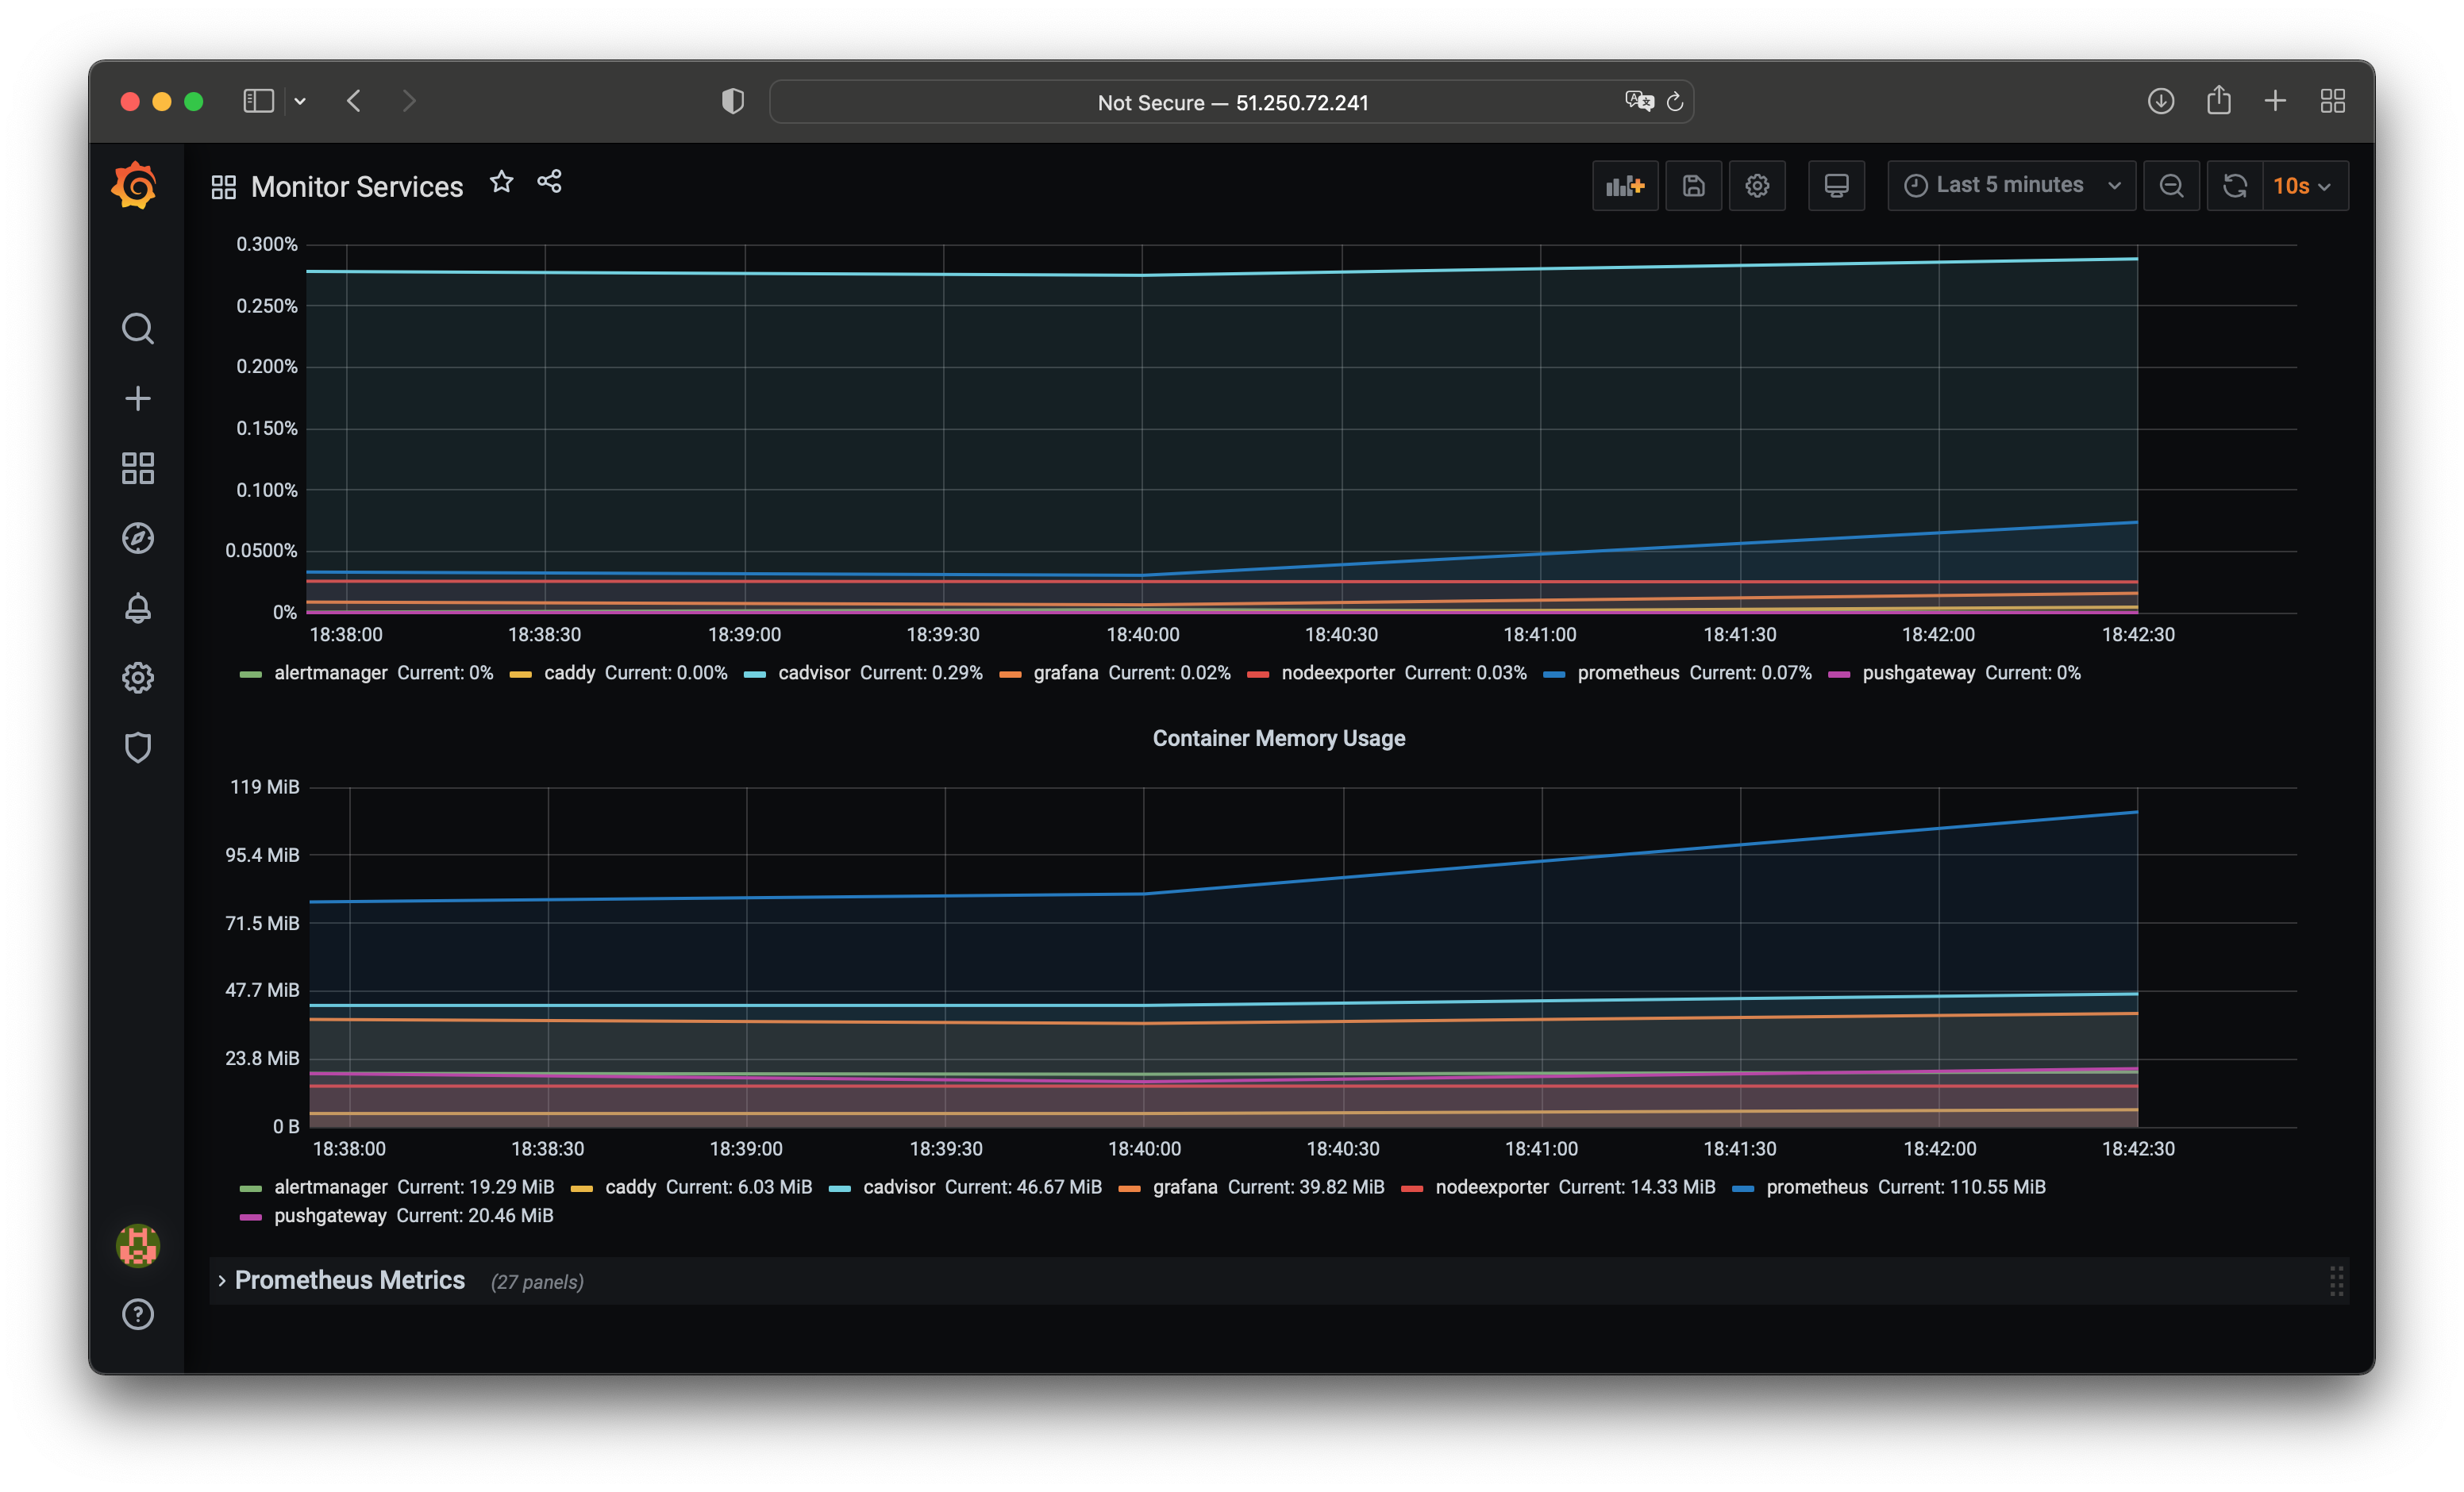 Not Secure — 51.250.72.241
Monitor Services
Last 5 minutes
10s
0.300%
0.250%
0.200%
0.150%
0.100%
0.0500%
0%
18:38:00 18:38:30 18:39:00 18:39:30 18:40:00 18:40:30 18:41:00 18:41:30 18:42:00 18:42:30
alertmanager Current: 0% caddy Current: 0.00% cadvisor Current: 0.29% grafana Current: 0.02% nodeexporter Current: 0.03% prometheus Current: 0.07% pushgateway Current: 0%
Container Memory Usage
119 MiB
95.4 MiB
71.5 MiB
47.7 MiB
23.8 MiB
0 B
18:38:00 18:38:30 18:39:00 18:39:30 18:40:00 18:40:30 18:41:00 18:41:30 18:42:00 18:42:30
alertmanager Current: 19.29 MiB caddy Current: 6.03 MiB cadvisor Current: 46.67 MiB grafana Current: 39.82 MiB nodeexporter Current: 14.33 MiB prometheus Current: 110.55 MiB
pushgateway Current: 20.46 MiB
Prometheus Metrics (27 panels)